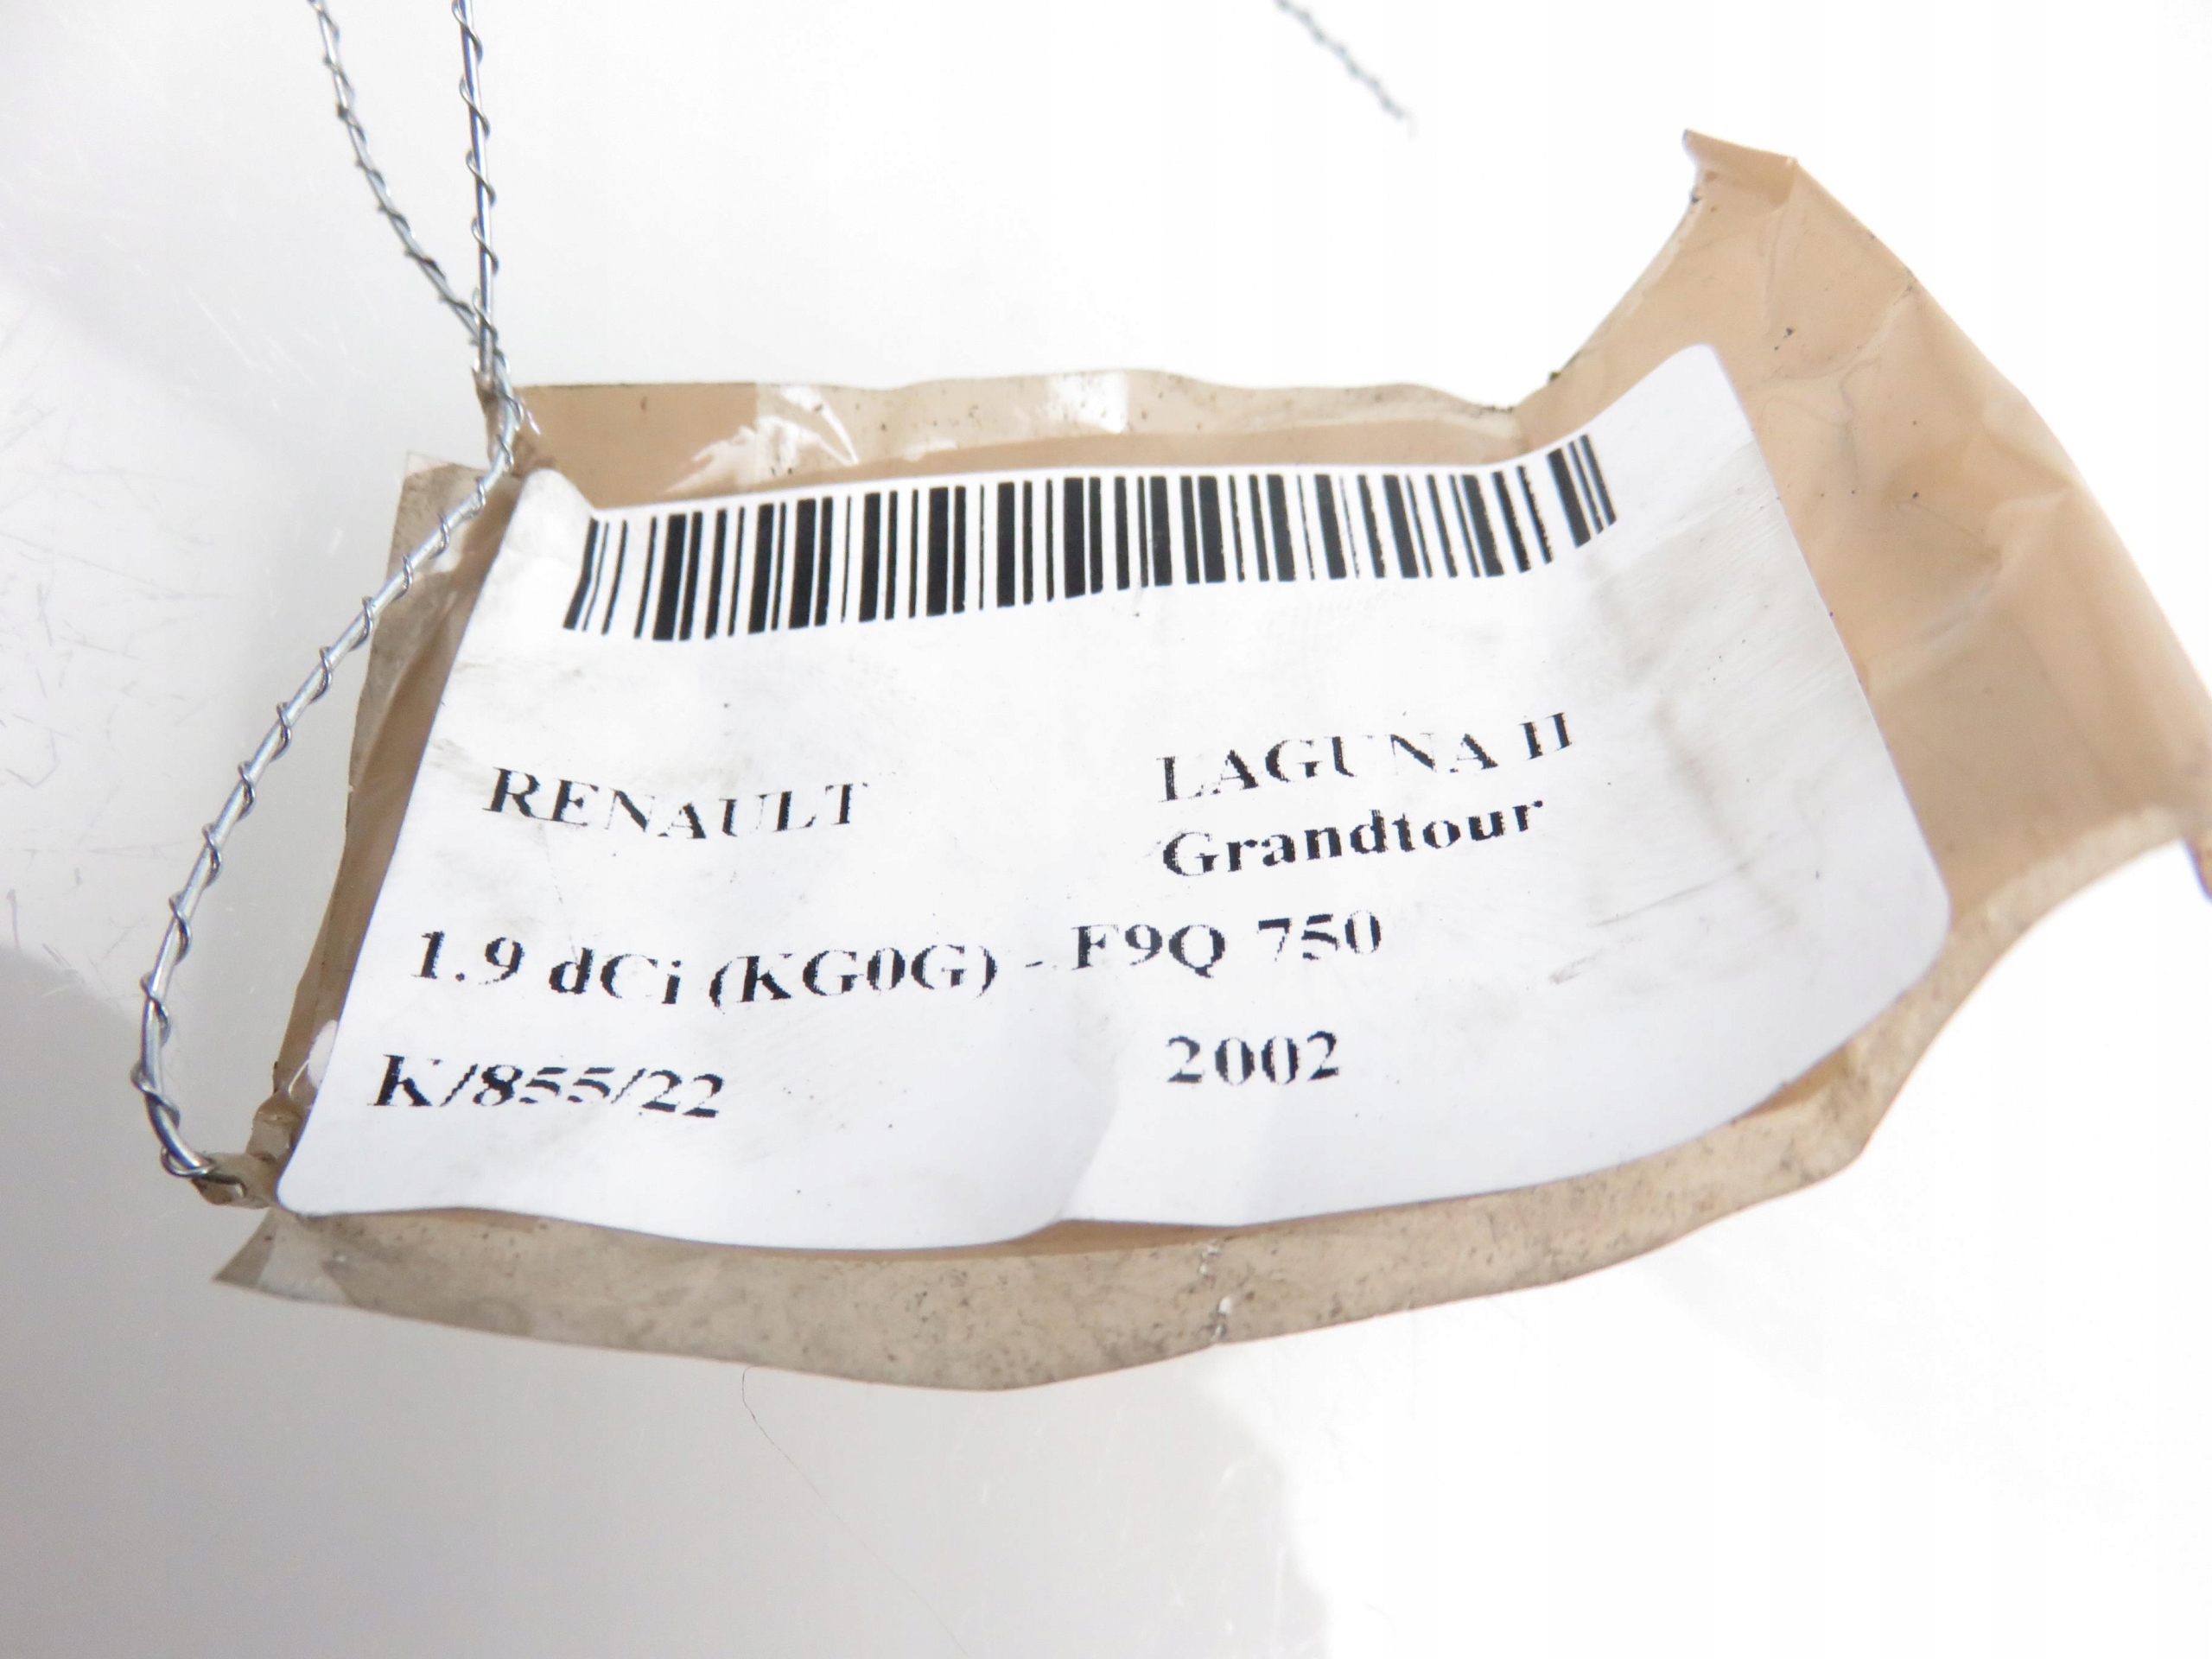 RENAULT LAGUNA II
Grandtour
1.9 dCi (KG0G) - F9Q 750
K/855/22 2002